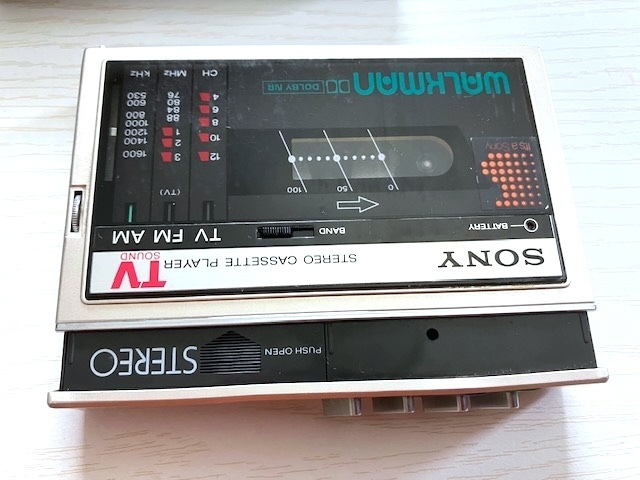 PUSH OPEN STEREO
SONY STEREO CASSETTE PLAYER TV SOUND
BATTERY BAND TV FM AM
(TV)
0 50 100
It's a Sony
12 3 1600
10 2 1400
1 1200
8 88 1000
6 84 800
80 600
4 76 530
CH MHz kHz
WALKMAN DOLBY NR